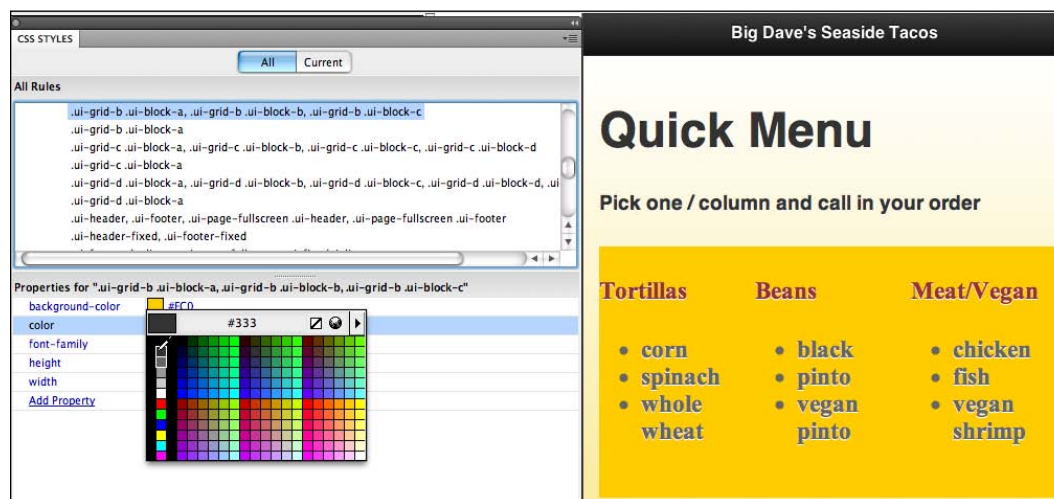 CSS STYLES
All Current
All Rules
.ui-grid-b .ui-block-a, .ui-grid-b .ui-block-b, .ui-grid-b .ui-block-c
.ui-grid-b .ui-block-a
.ui-grid-c .ui-block-a, .ui-grid-c .ui-block-b, .ui-grid-c .ui-block-c, .ui-grid-c .ui-block-d
.ui-grid-c .ui-block-a
.ui-grid-d .ui-block-a, .ui-grid-d .ui-block-b, .ui-grid-d .ui-block-c, .ui-grid-d .ui-block-d, .ui
.ui-grid-d .ui-block-a
.ui-header, .ui-footer, .ui-page-fullscreen .ui-header, .ui-page-fullscreen .ui-footer
.ui-header-fixed, .ui-footer-fixed
Properties for ".ui-grid-b .ui-block-a, .ui-grid-b .ui-block-b, .ui-grid-b .ui-block-c"
background-color #FC0
color
#333
font-family
height
width
Add Property
Big Dave's Seaside Tacos
Quick Menu
Pick one / column and call in your order
Tortillas
• corn
• spinach
• whole
wheat
Beans
• black
• pinto
• vegan
pinto
Meat/Vegan
• chicken
• fish
• vegan
shrimp